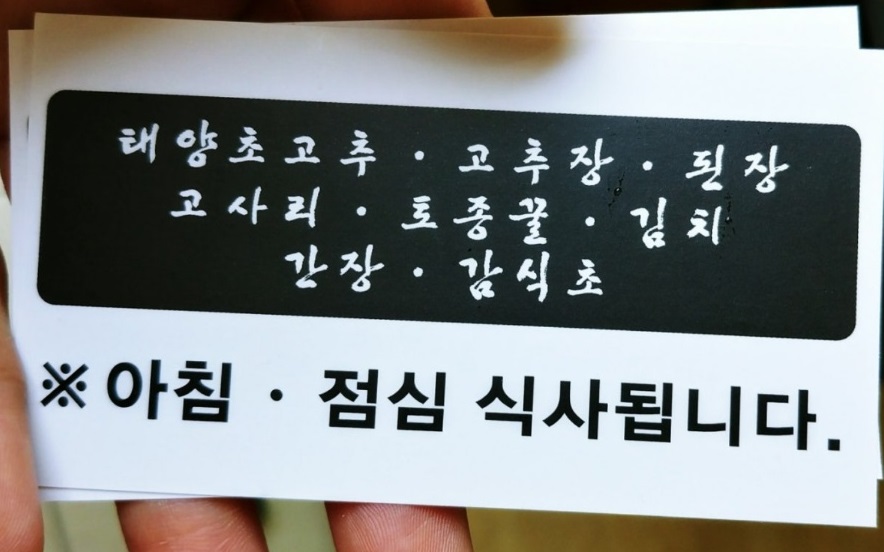 태양초고추 · 고추장 · 된장
고사리 · 토종꿀 · 김치
간장 · 감식초
※아침 · 점심 식사됩니다.